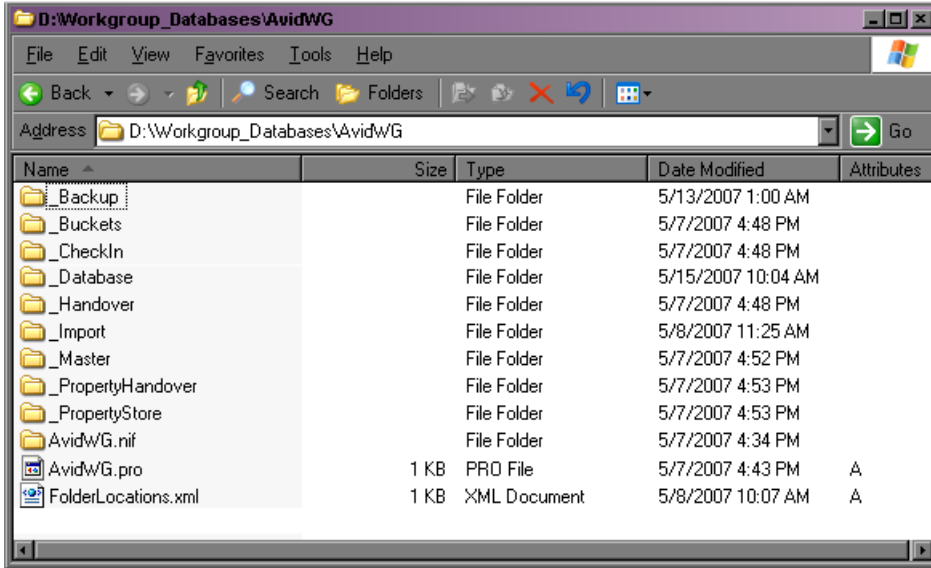 D:\Workgroup_Databases\AvidWG
File Edit View Favorites Tools Help
Back Search Folders
Address D:\Workgroup_Databases\AvidWG Go
Name Size Type Date Modified Attributes
_Backup File Folder 5/13/2007 1:00 AM
_Buckets File Folder 5/7/2007 4:48 PM
_CheckIn File Folder 5/7/2007 4:48 PM
_Database File Folder 5/15/2007 10:04 AM
_Handover File Folder 5/7/2007 4:48 PM
_Import File Folder 5/8/2007 11:25 AM
_Master File Folder 5/7/2007 4:52 PM
_PropertyHandover File Folder 5/7/2007 4:53 PM
_PropertyStore File Folder 5/7/2007 4:53 PM
AvidWG.nif File Folder 5/7/2007 4:34 PM
AvidWG.pro 1 KB PRO File 5/7/2007 4:43 PM A
FolderLocations.xml 1 KB XML Document 5/8/2007 10:07 AM A